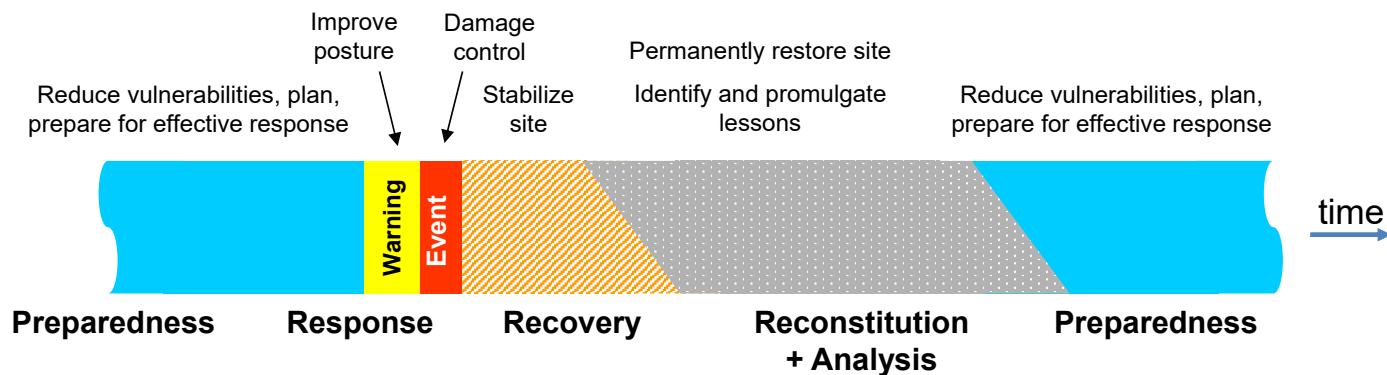 Improve
posture
Damage
control
Reduce vulnerabilities, plan,
prepare for effective response
Stabilize
site
Permanently restore site
Identify and promulgate
lessons
Reduce vulnerabilities, plan,
prepare for effective response
Warning
Event
time
Preparedness
Response
Recovery
Reconstitution
+ Analysis
Preparedness